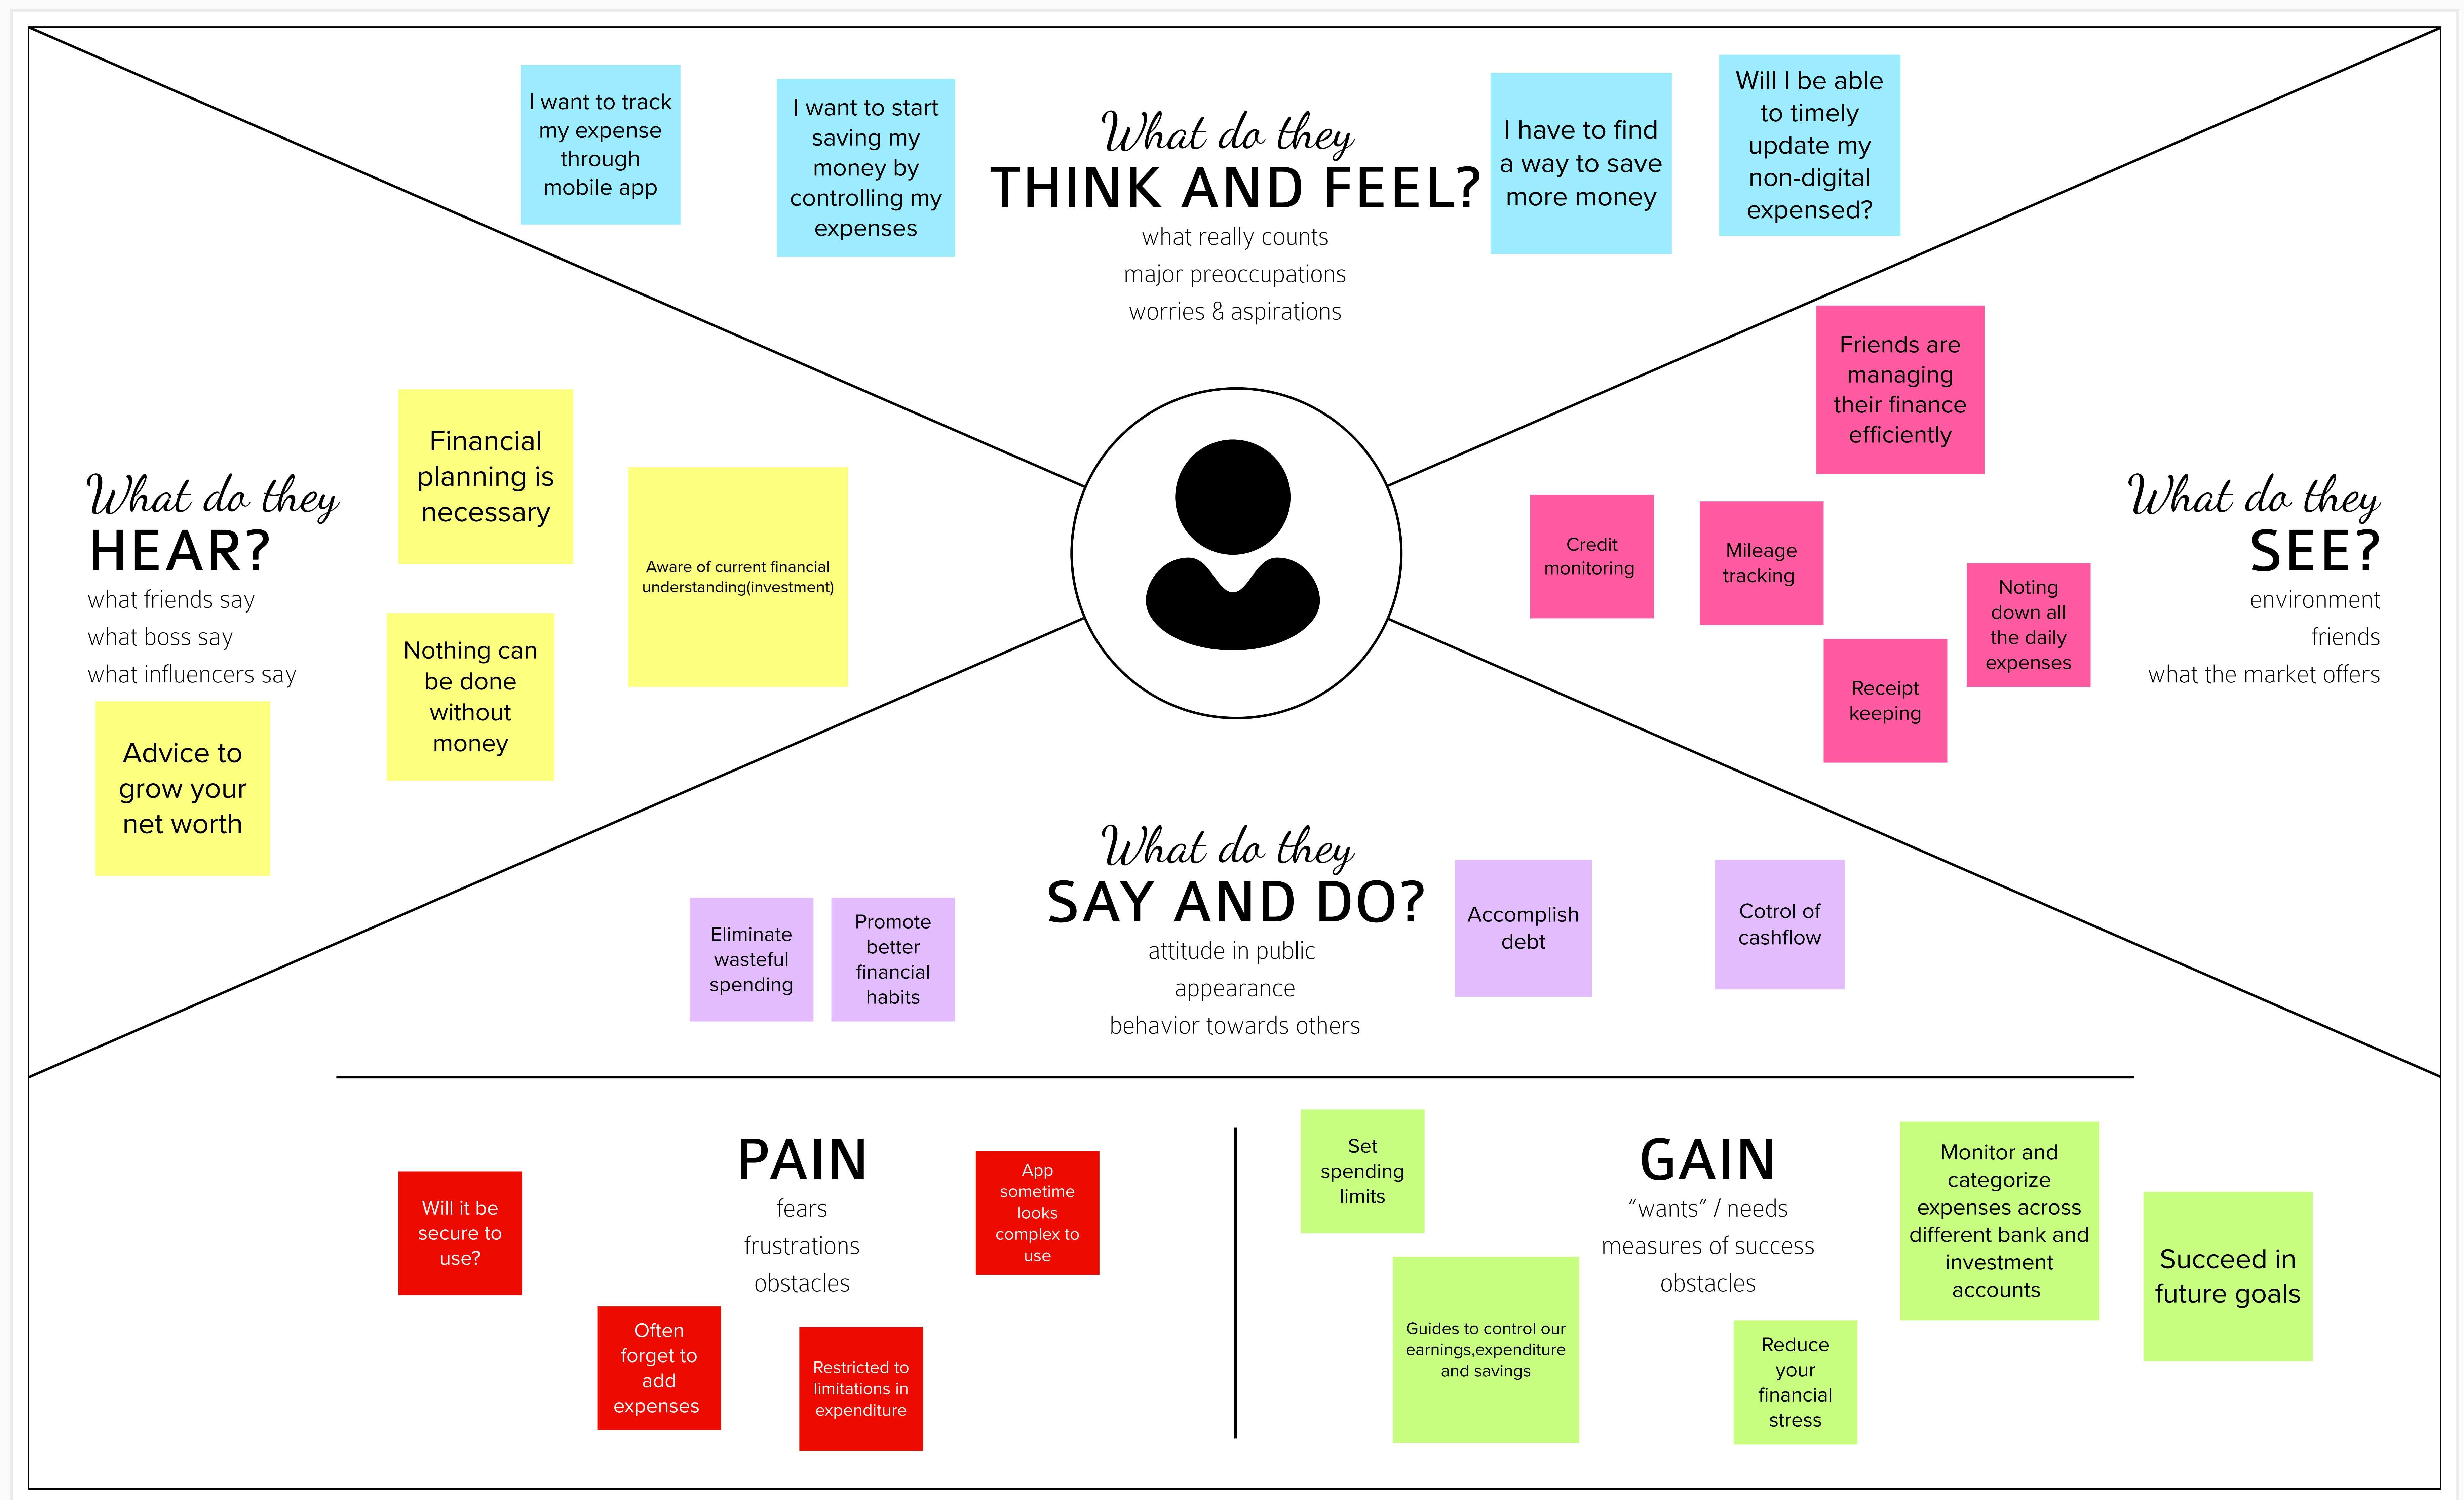 I want to track
my expense
through
mobile app
I want to start
saving my
money by
controlling my
expenses
What do they
THINK AND FEEL?
what really counts
major preoccupations
worries & aspirations
I have to find
a way to save
more money
Will I be able
to timely
update my
non-digital
expensed?
What do they
HEAR?
what friends say
what boss say
what influencers say
Financial
planning is
necessary
Aware of current financial
understanding(investment)
Nothing can
be done
without
money
Advice to
grow your
net worth
Friends are
managing
their finance
efficiently
Credit
monitoring
Mileage
tracking
Noting
down all
the daily
expenses
Receipt
keeping
What do they
SEE?
environment
friends
what the market offers
What do they
SAY AND DO?
attitude in public
appearance
behavior towards others
Eliminate
wasteful
spending
Promote
better
financial
habits
Accomplish
debt
Cotrol of
cashflow
PAIN
fears
frustrations
obstacles
Will it be
secure to
use?
App
sometime
looks
complex to
use
Often
forget to
add
expenses
Restricted to
limitations in
expenditure
GAIN
“wants” / needs
measures of success
obstacles
Set
spending
limits
Guides to control our
earnings,expenditure
and savings
Reduce
your
financial
stress
Monitor and
categorize
expenses across
different bank and
investment
accounts
Succeed in
future goals